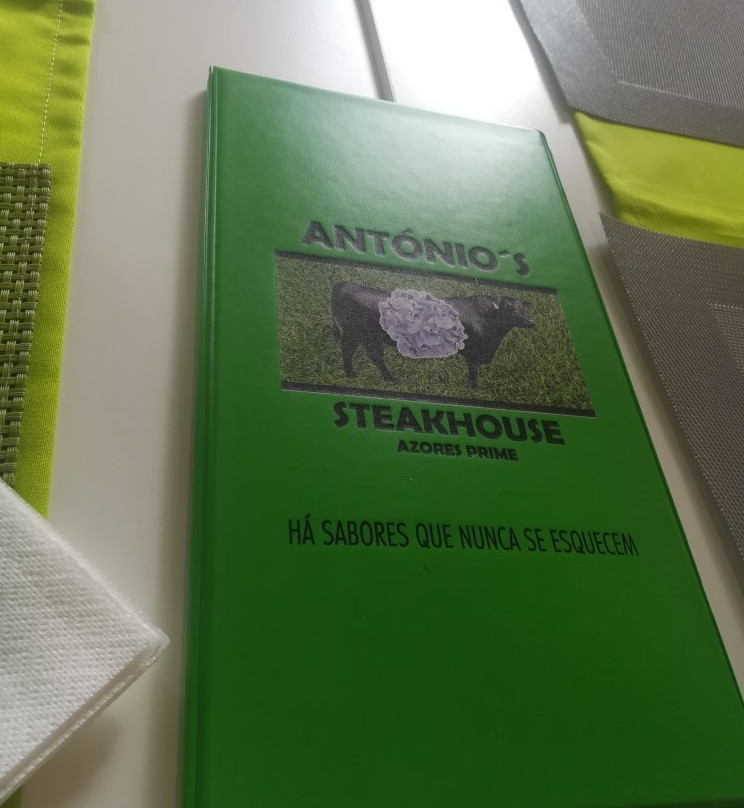 ANTÓNIO´S
STEAKHOUSE
AZORES PRIME
HÁ SABORES QUE NUNCA SE ESQUECEM